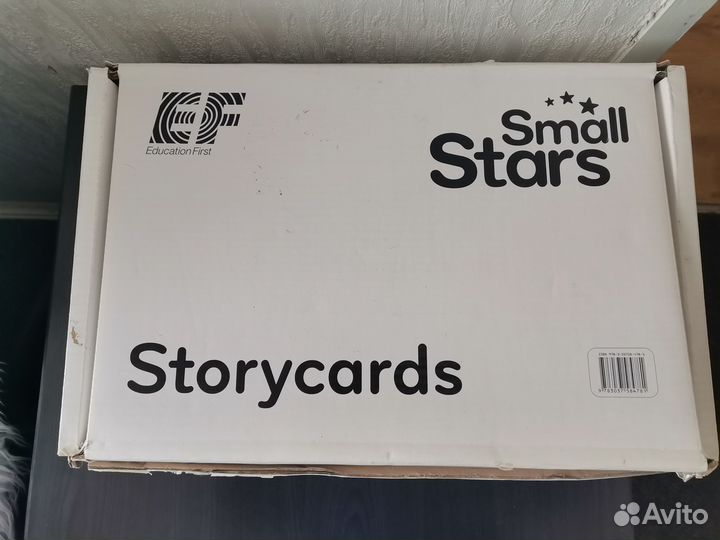 EF
Education First
Small
Stars
Storycards
Avito